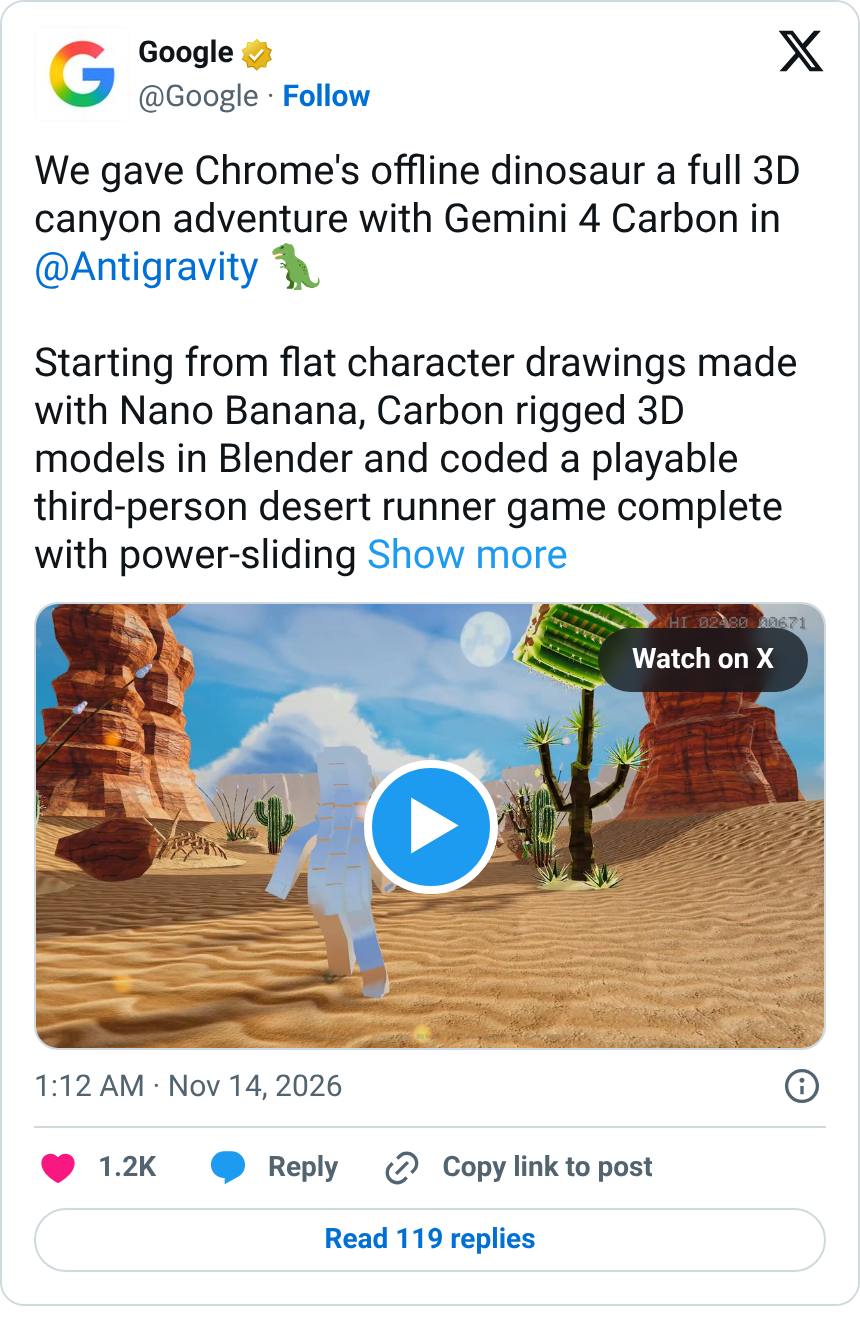 Google
@Google · Follow
We gave Chrome's offline dinosaur a full 3D
canyon adventure with Gemini 4 Carbon in
@Antigravity 🦖
Starting from flat character drawings made
with Nano Banana, Carbon rigged 3D
models in Blender and coded a playable
third-person desert runner game complete
with power-sliding Show more
HI 02480 00671
Watch on X
1:12 AM · Nov 14, 2026
1.2K Reply Copy link to post
Read 119 replies